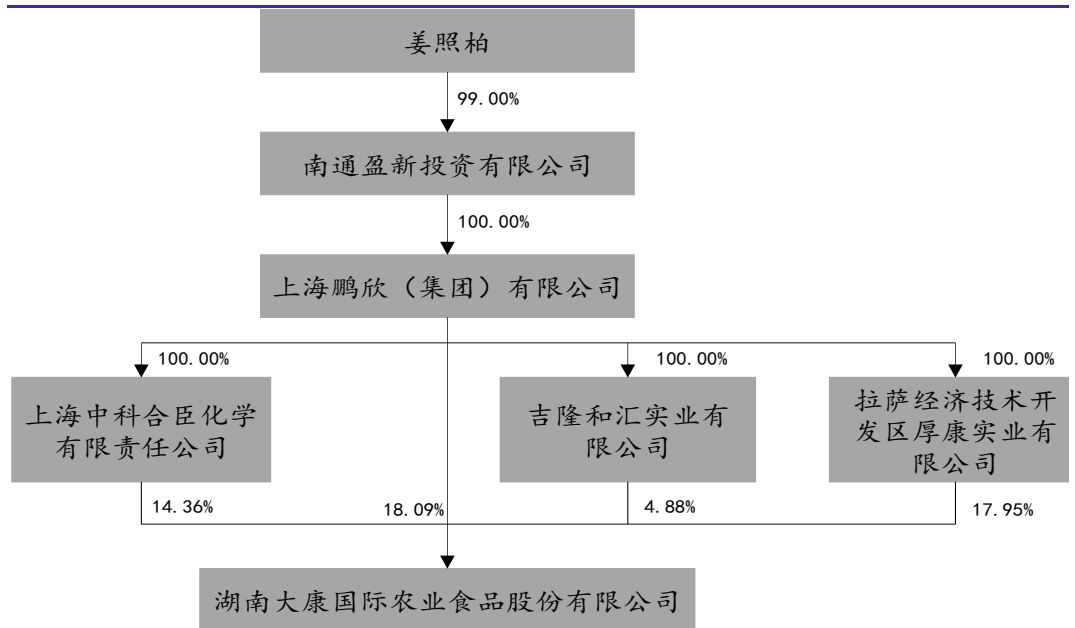 姜照柏
99.00%
南通盈新投资有限公司
100.00%
上海鹏欣（集团）有限公司
100.00%
100.00%
100.00%
上海中科合臣化学
有限责任公司
吉隆和汇实业有
限公司
拉萨经济技术开
发区厚康实业有
限公司
14.36%
18.09%
4.88%
17.95%
湖南大康国际农业食品股份有限公司